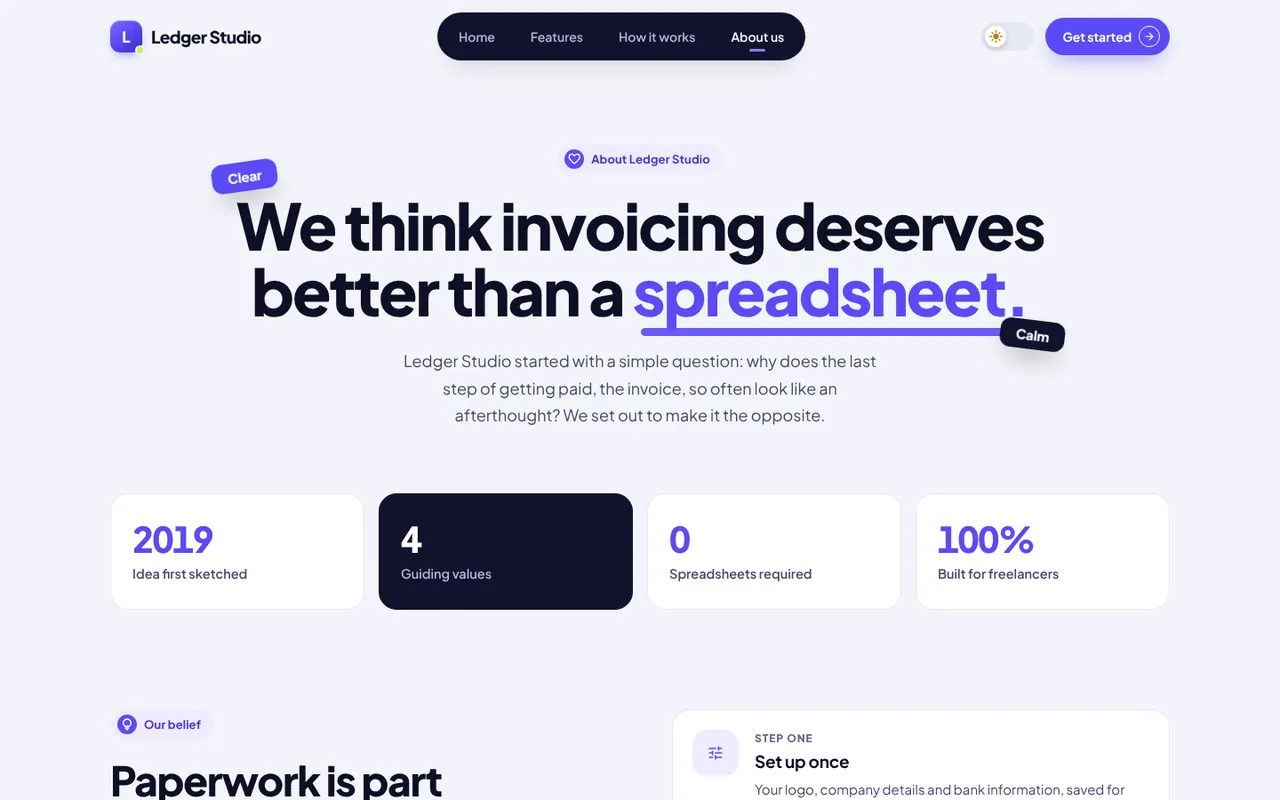 L
Ledger Studio
Home
Features
How it works
About us
Get started
About Ledger Studio
Clear
We think invoicing deserves
better than a spreadsheet.
Calm
Ledger Studio started with a simple question: why does the last
step of getting paid, the invoice, so often look like an
afterthought? We set out to make it the opposite.
2019
Idea first sketched
4
Guiding values
0
Spreadsheets required
100%
Built for freelancers
Our belief
Paperwork is part
STEP ONE
Set up once
Your logo, company details and bank information, saved for